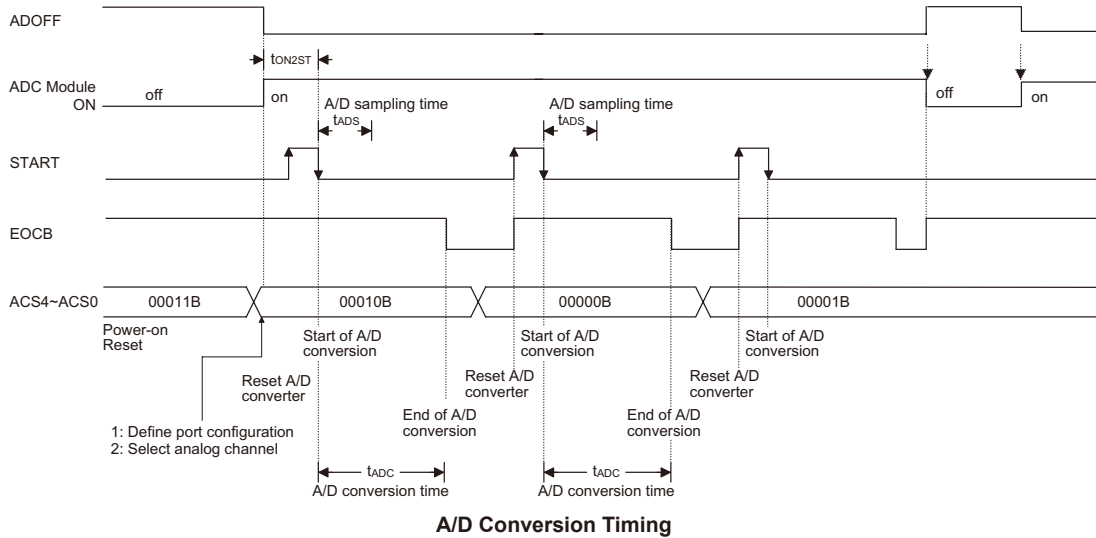 ADOFF
tON2ST
ADC Module
ON
off
on
off
on
A/D sampling time
tADS
A/D sampling time
tADS
START
EOCB
ACS4~ACS0
00011B
00010B
00000B
00001B
Power-on
Reset
Start of A/D
conversion
Start of A/D
conversion
Start of A/D
conversion
Reset A/D
converter
Reset A/D
converter
Reset A/D
converter
End of A/D
conversion
End of A/D
conversion
1: Define port configuration
2: Select analog channel
tADC
A/D conversion time
tADC
A/D conversion time
A/D Conversion Timing